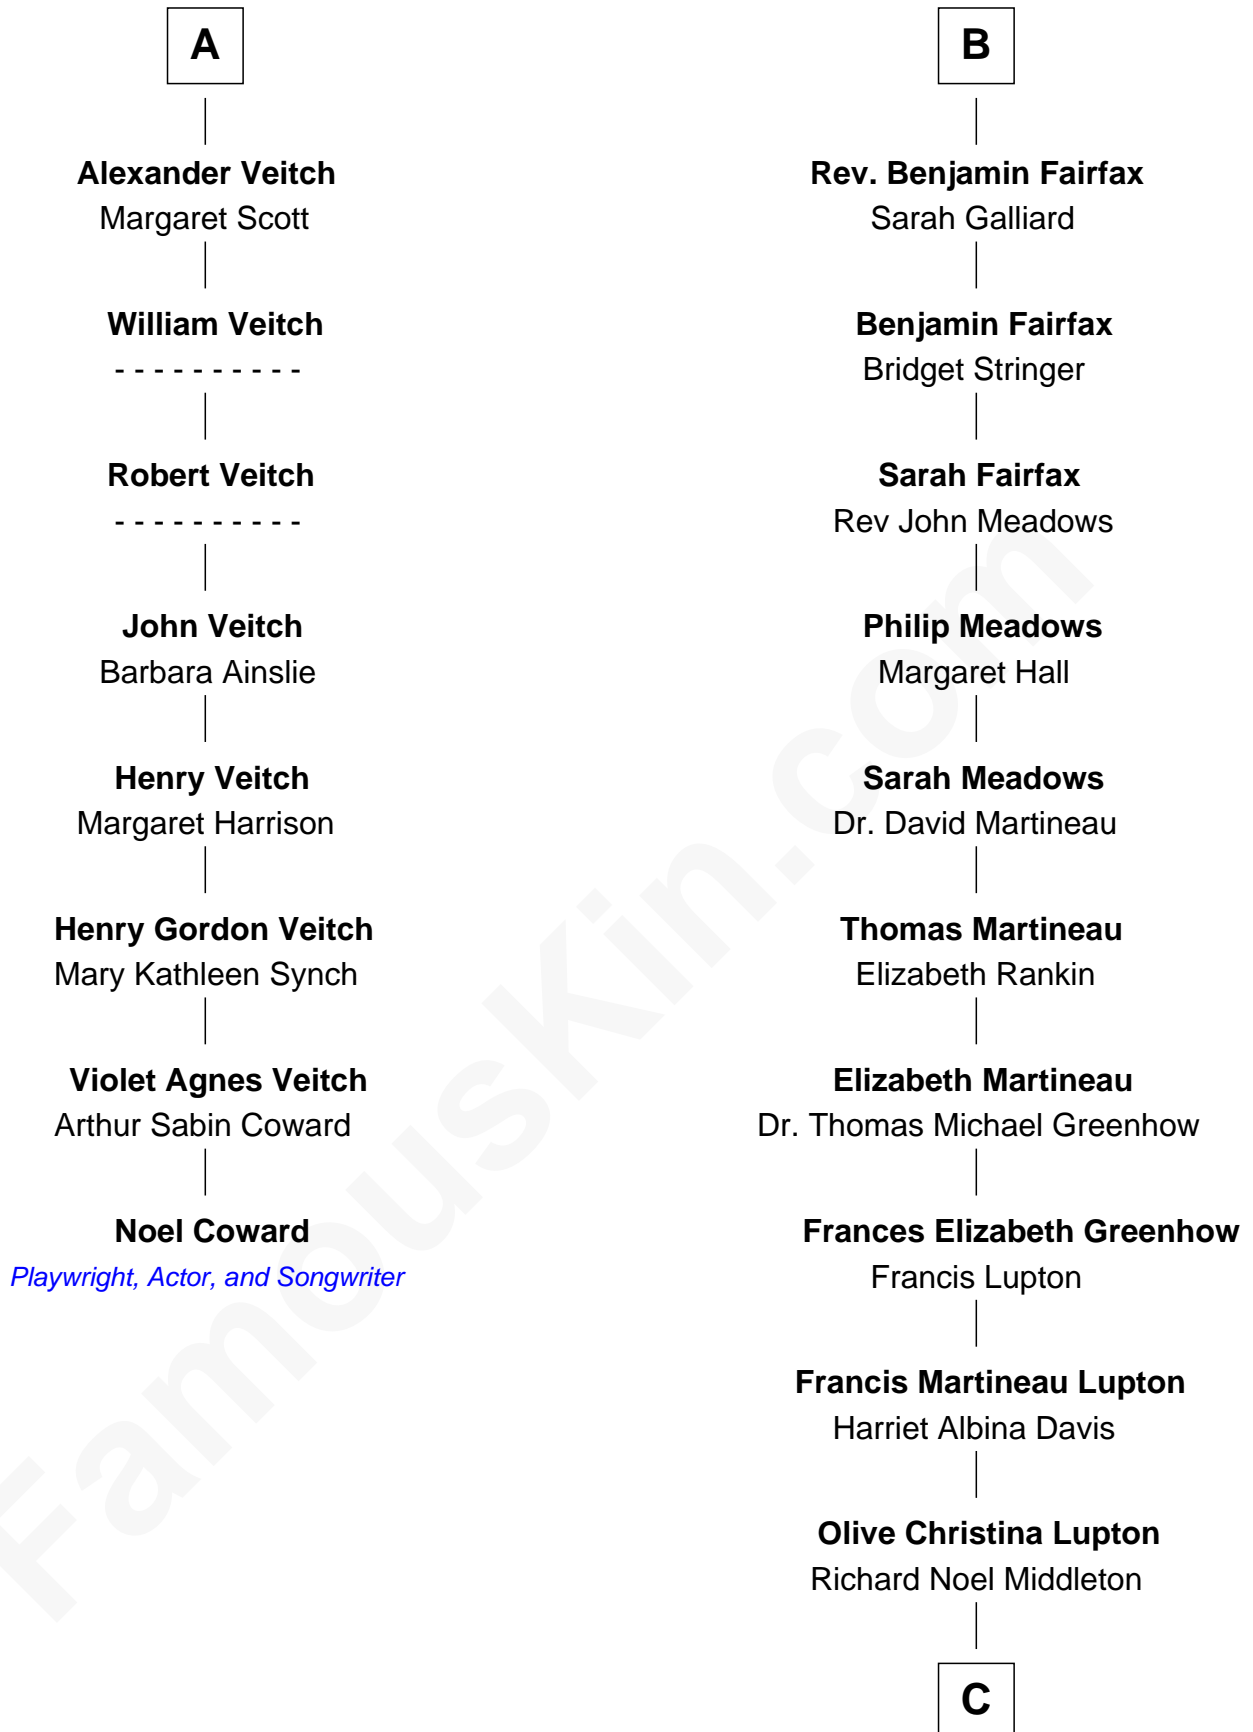 A
Alexander Veitch
Margaret Scott
William Veitch
- - - - - - - - - -
Robert Veitch
- - - - - - - - - -
John Veitch
Barbara Ainslie
Henry Veitch
Margaret Harrison
Henry Gordon Veitch
Mary Kathleen Synch
Violet Agnes Veitch
Arthur Sabin Coward
Noel Coward
Playwright, Actor, and Songwriter
B
Rev. Benjamin Fairfax
Sarah Galliard
Benjamin Fairfax
Bridget Stringer
Sarah Fairfax
Rev John Meadows
Philip Meadows
Margaret Hall
Sarah Meadows
Dr. David Martineau
Thomas Martineau
Elizabeth Rankin
Elizabeth Martineau
Dr. Thomas Michael Greenhow
Frances Elizabeth Greenhow
Francis Lupton
Francis Martineau Lupton
Harriet Albina Davis
Olive Christina Lupton
Richard Noel Middleton
C
FamousKin.com